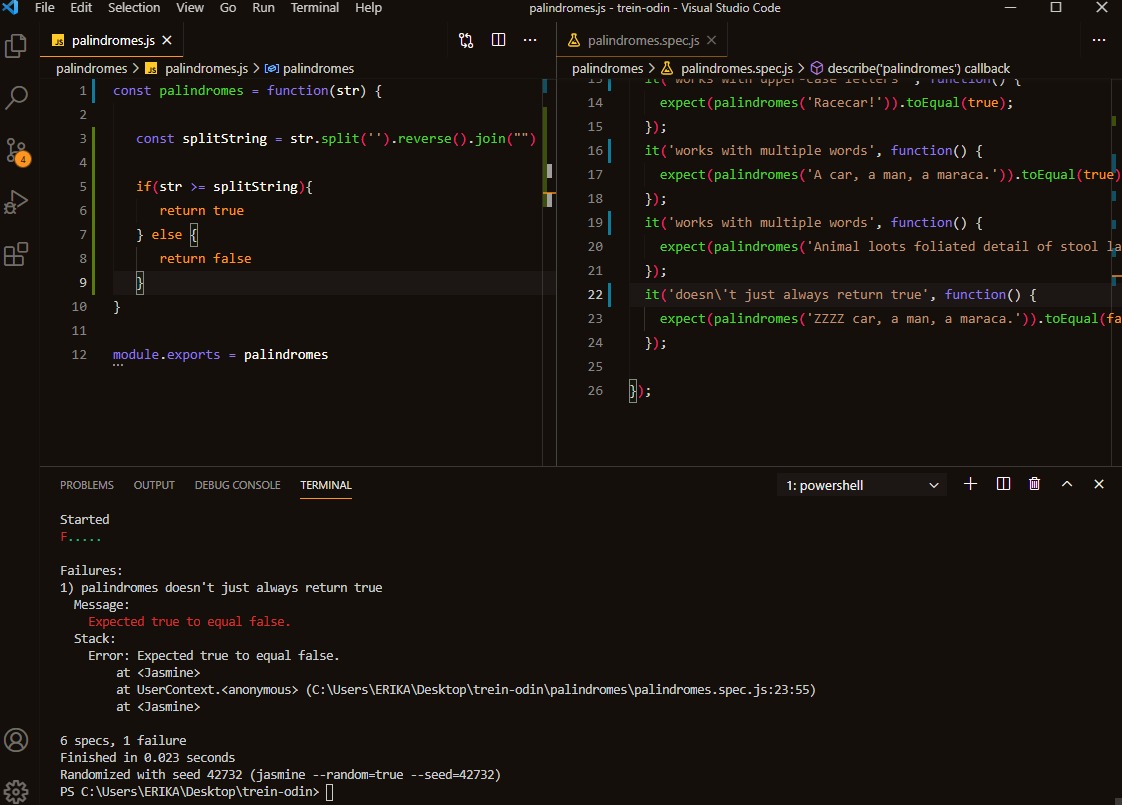 File Edit Selection View Go Run Terminal Help palindromes.js - trein-odin - Visual Studio Code
palindromes.js
palindromes.spec.js
palindromes > palindromes.js > palindromes
palindromes > palindromes.spec.js > describe('palindromes') callback
1 const palindromes = function(str) {
2
3 const splitString = str.split('').reverse().join("")
4
5 if(str >= splitString){
6 return true
7 } else {
8 return false
9 }
10 }
11
12 module.exports = palindromes
it('works with upper-case letters', function() {
14 expect(palindromes('Racecar!')).toEqual(true);
15 });
16 it('works with multiple words', function() {
17 expect(palindromes('A car, a man, a maraca.')).toEqual(true)
18 });
19 it('works with multiple words', function() {
20 expect(palindromes('Animal loots foliated detail of stool la
21 });
22 it('doesn\'t just always return true', function() {
23 expect(palindromes('ZZZZ car, a man, a maraca.')).toEqual(fa
24 });
25
26 });
4
PROBLEMS OUTPUT DEBUG CONSOLE TERMINAL 1: powershell
Started
F.....
Failures:
1) palindromes doesn't just always return true
Message:
Expected true to equal false.
Stack:
Error: Expected true to equal false.
at <Jasmine>
at UserContext.<anonymous> (C:\Users\ERIKA\Desktop\trein-odin\palindromes\palindromes.spec.js:23:55)
at <Jasmine>
6 specs, 1 failure
Finished in 0.023 seconds
Randomized with seed 42732 (jasmine --random=true --seed=42732)
PS C:\Users\ERIKA\Desktop\trein-odin>